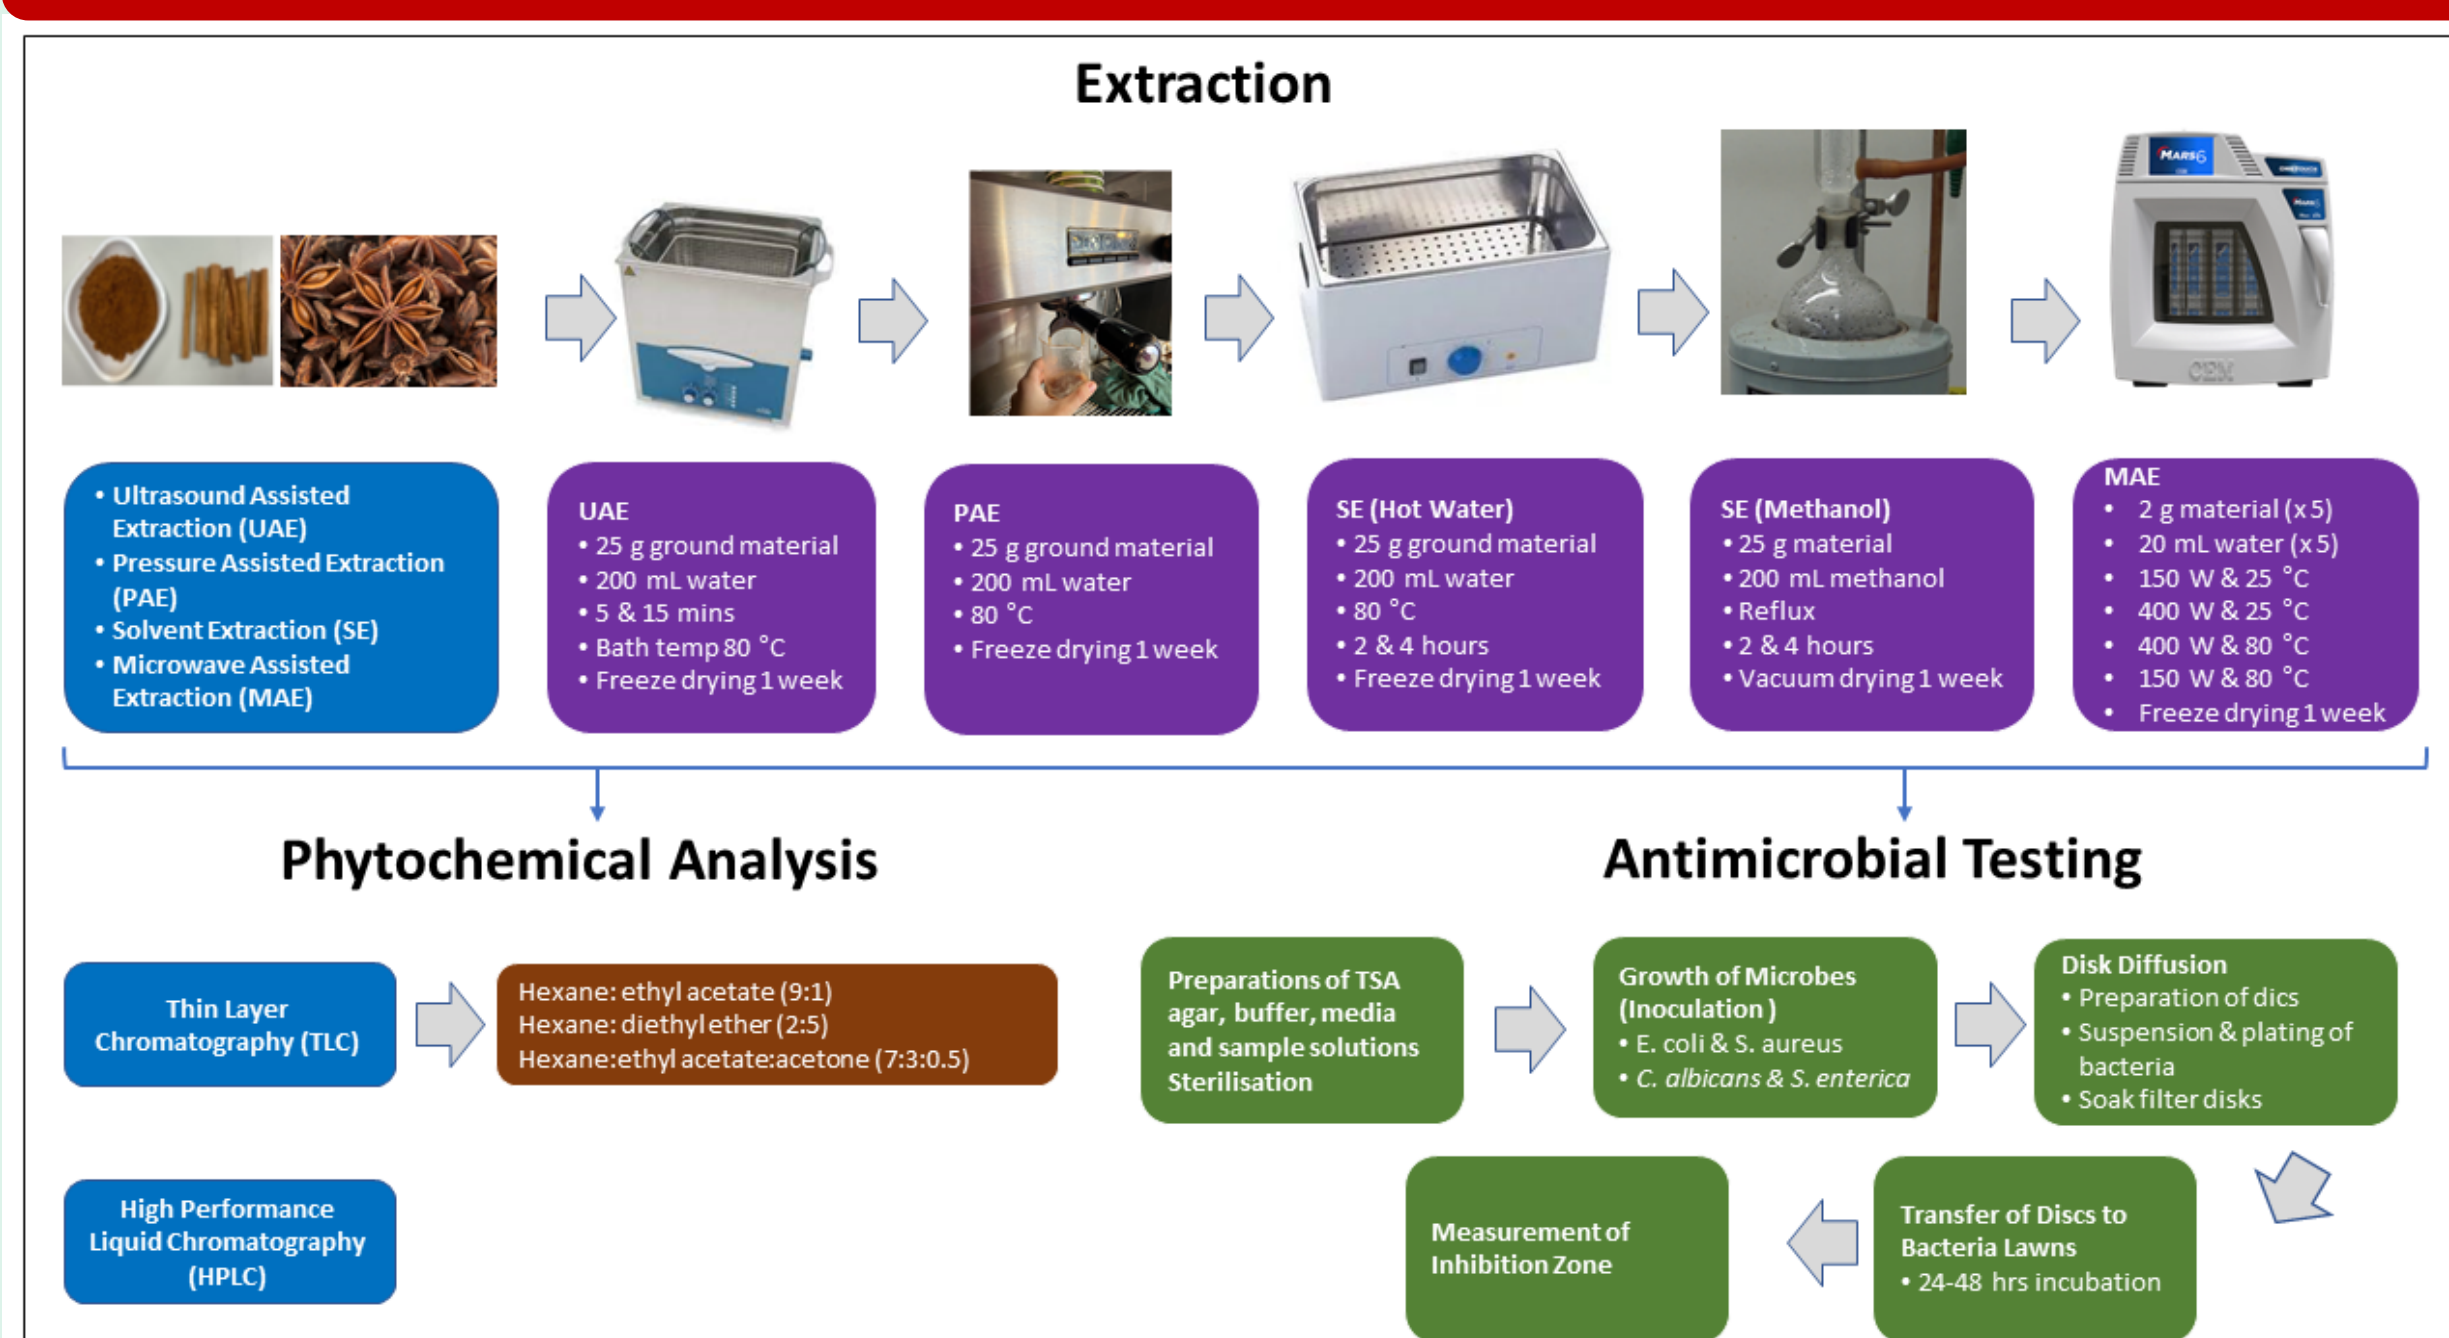 Extraction
MARS 6
MARS 6
CEM
• Ultrasound Assisted
Extraction (UAE)
• Pressure Assisted Extraction
(PAE)
• Solvent Extraction (SE)
• Microwave Assisted
Extraction (MAE)
UAE
• 25 g ground material
• 200 mL water
• 5 & 15 mins
• Bath temp 80 °C
• Freeze drying 1 week
PAE
• 25 g ground material
• 200 mL water
• 80 °C
• Freeze drying 1 week
SE (Hot Water)
• 25 g ground material
• 200 mL water
• 80 °C
• 2 & 4 hours
• Freeze drying 1 week
SE (Methanol)
• 25 g material
• 200 mL methanol
• Reflux
• 2 & 4 hours
• Vacuum drying 1 week
MAE
• 2 g material (x 5)
• 20 mL water (x 5)
• 150 W & 25 °C
• 400 W & 25 °C
• 400 W & 80 °C
• 150 W & 80 °C
• Freeze drying 1 week
Phytochemical Analysis
Thin Layer
Chromatography (TLC)
Hexane: ethyl acetate (9:1)
Hexane: diethyl ether (2:5)
Hexane:ethyl acetate:acetone (7:3:0.5)
High Performance
Liquid Chromatography
(HPLC)
Antimicrobial Testing
Preparations of TSA
agar, buffer, media
and sample solutions
Sterilisation
Growth of Microbes
(Inoculation )
• E. coli & S. aureus
• C. albicans & S. enterica
Disk Diffusion
• Preparation of dics
• Suspension & plating of
bacteria
• Soak filter disks
Transfer of Discs to
Bacteria Lawns
• 24-48 hrs incubation
Measurement of
Inhibition Zone